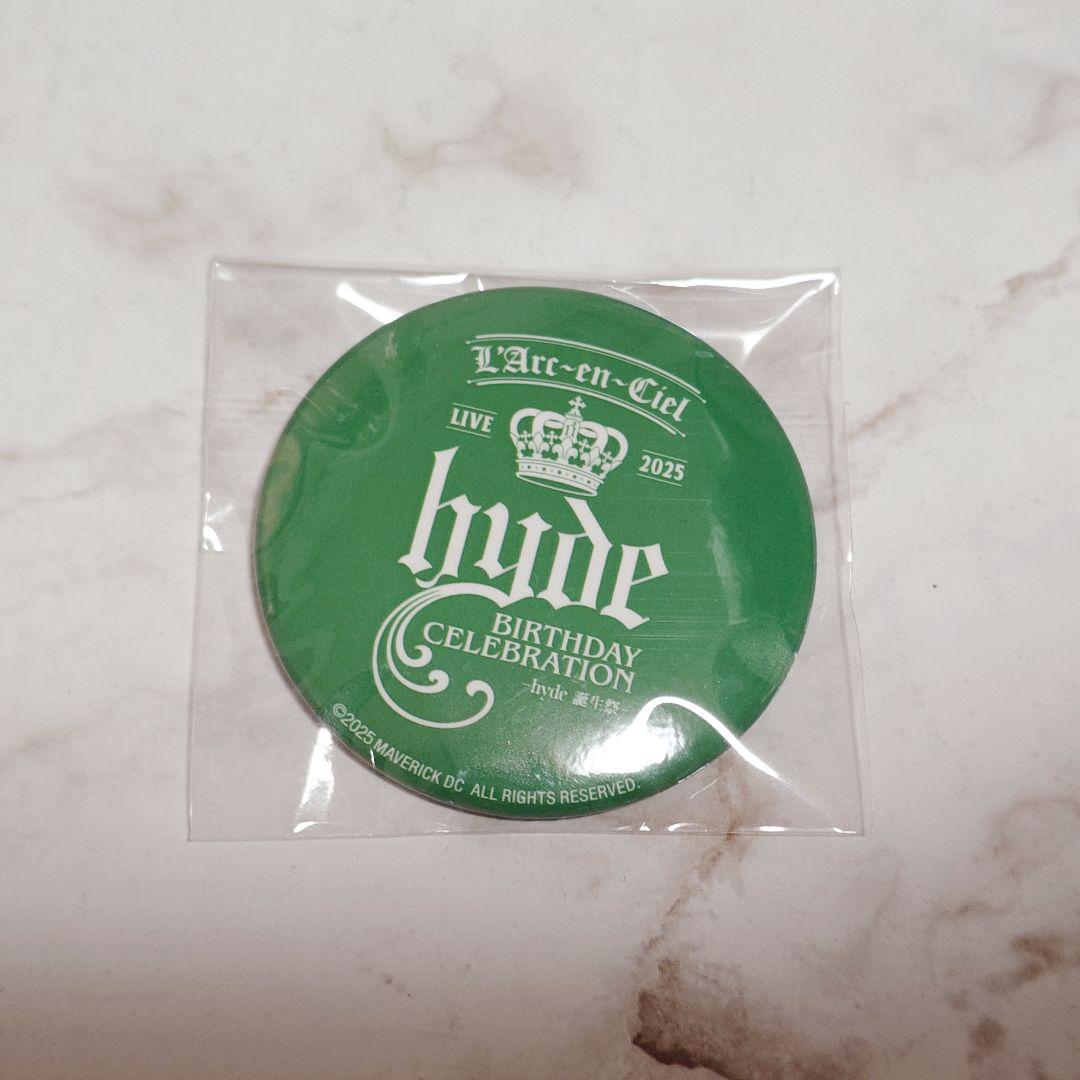 L'Arc~en~Ciel
LIVE
2025
hyde
BIRTHDAY
CELEBRATION
-hyde 誕生祭-
©2025 MAVERICK DC ALL RIGHTS RESERVED.